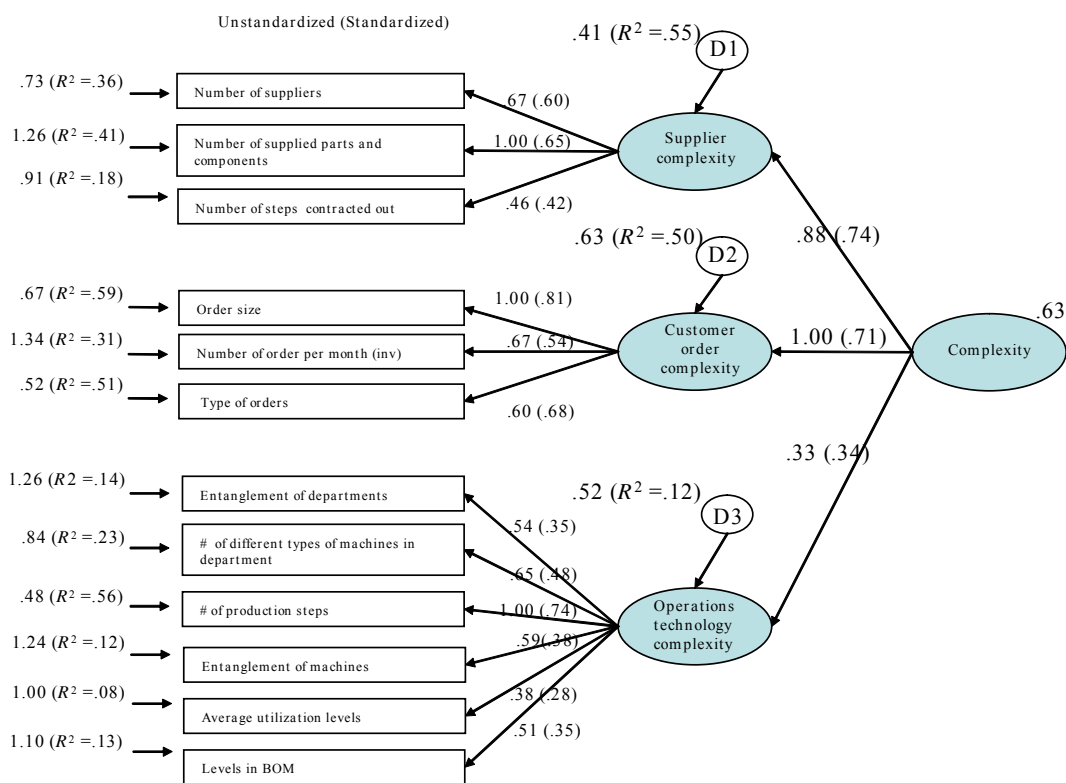 Unstandardized (Standardized)
.41 (R² =.55)
D1
.73 (R² =.36)
Number of suppliers
.67 (.60)
1.26 (R² =.41)
Number of supplied parts and
components
1.00 (.65)
Supplier
complexity
.91 (R² =.18)
Number of steps contracted out
.46 (.42)
.88 (.74)
.63 (R² =.50)
D2
.67 (R² =.59)
Order size
1.00 (.81)
1.34 (R² =.31)
Number of order per month (inv)
.67 (.54)
Customer
order
complexity
1.00 (.71)
Complexity
.63
.52 (R² =.51)
Type of orders
.60 (.68)
.33 (.34)
1.26 (R2 =.14)
Entanglement of departments
.54 (.35)
.52 (R² =.12)
D3
.84 (R² =.23)
# of different types of machines in
department
.65 (.48)
.48 (R² =.56)
# of production steps
1.00 (.74)
Operations
technology
complexity
1.24 (R² =.12)
Entanglement of machines
.59(.38)
1.00 (R² =.08)
Average utilization levels
.38 (.28)
1.10 (R² =.13)
Levels in BOM
.51 (.35)